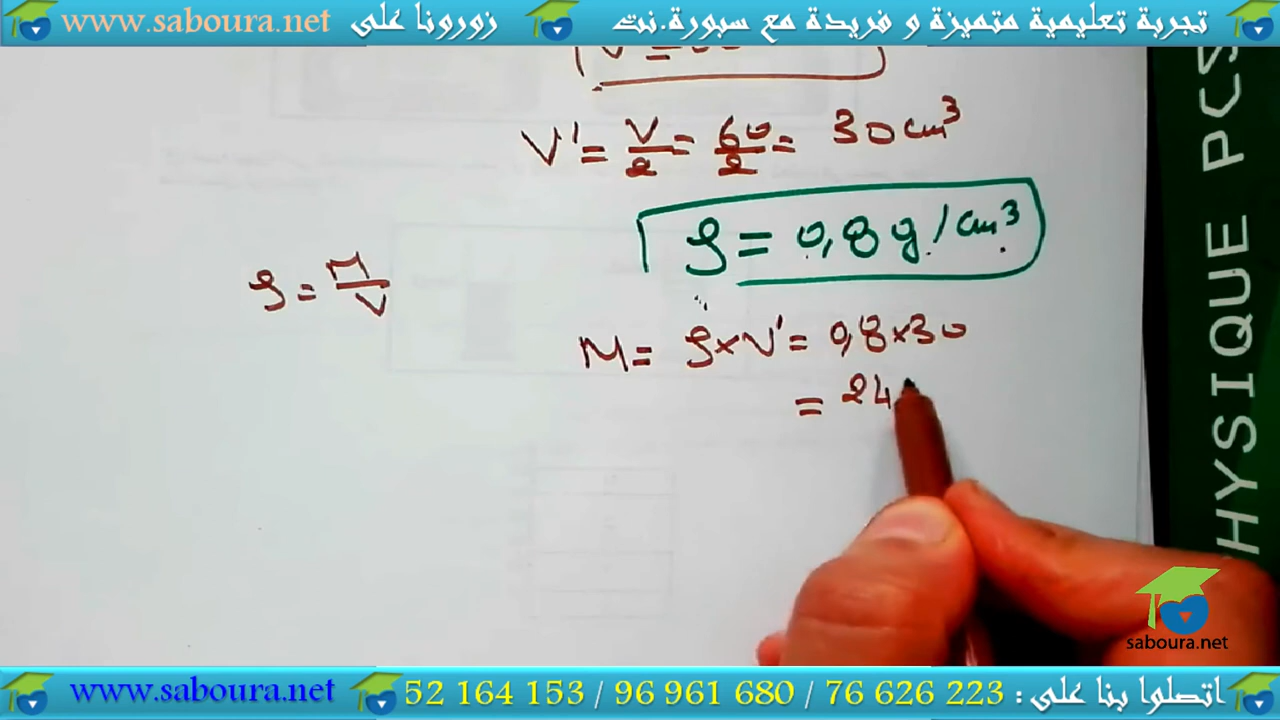 www.saboura.net زورونا على تجربة تعليمية متميزة و فريدة مع سبورة.نت
V' = V/2 = 60/2 = 30 cm³
ρ = 0,8 g/cm³
ρ = M/V
M = ρ × V' = 0,8 × 30
= 24
PHYSIQUE PCS
saboura.net
www.saboura.net 52 164 153 / 96 961 680 / 76 626 223 : اتصلوا بنا على